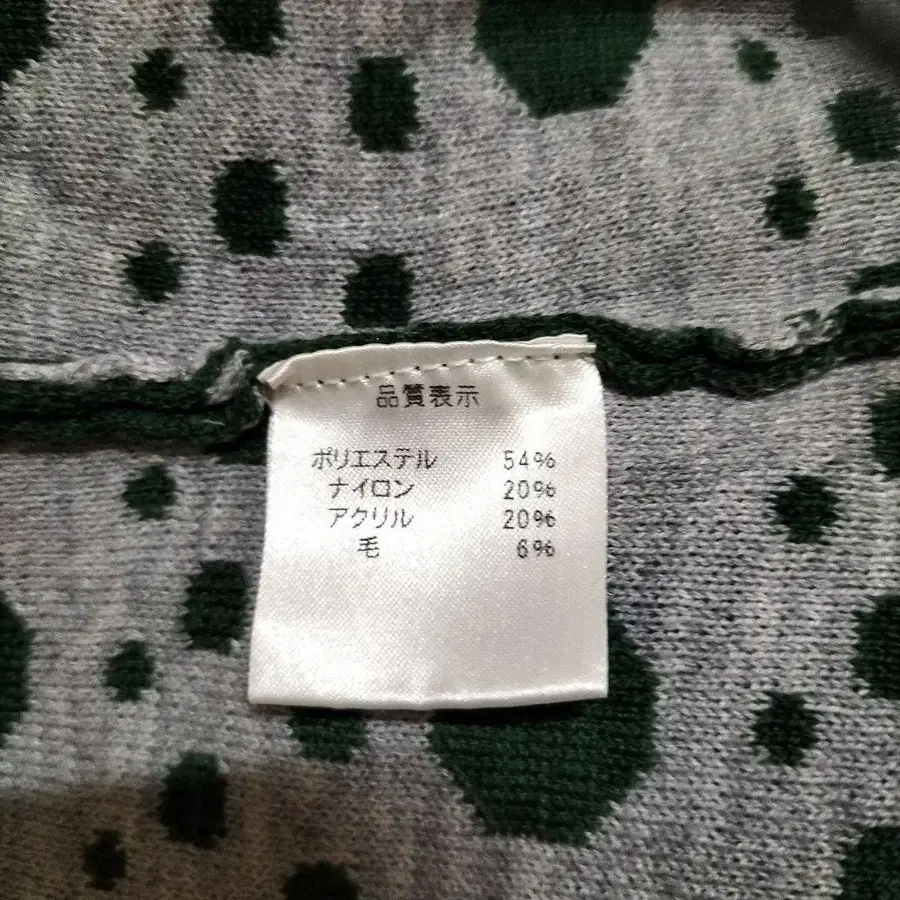 品質表示
ポリエステル 54%
ナイロン 20%
アクリル 20%
毛 6%